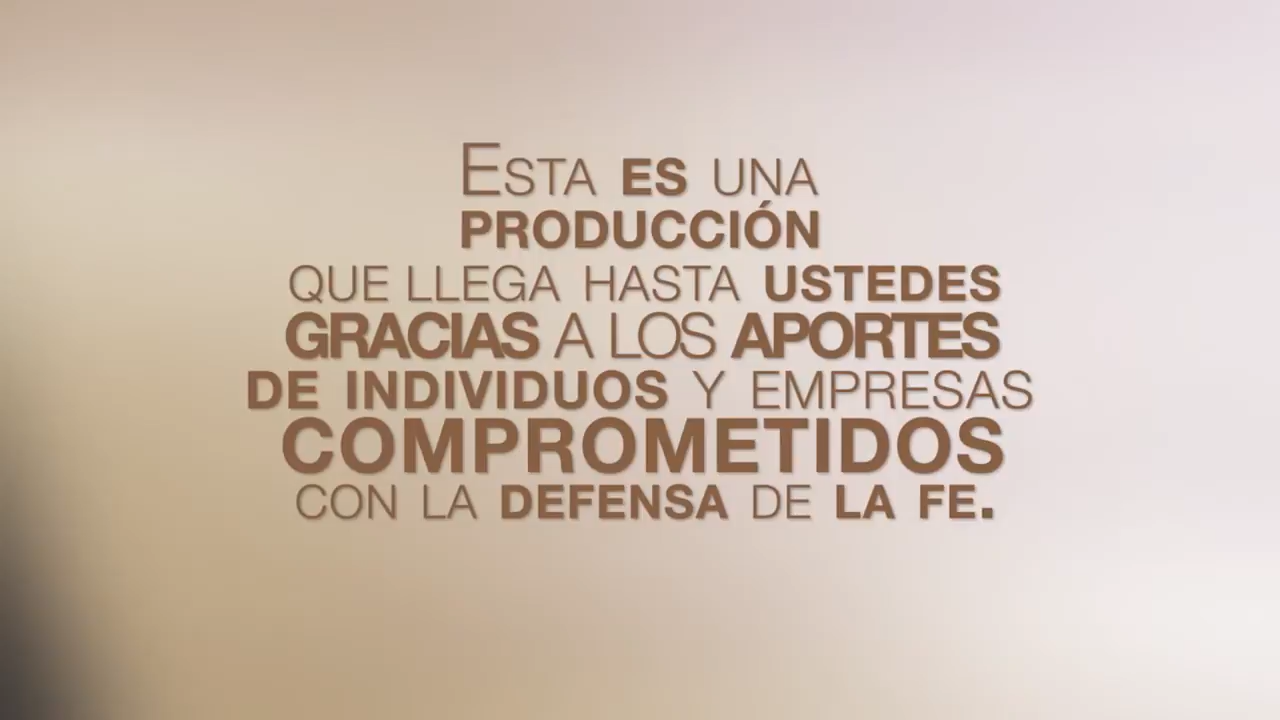 ESTA ES UNA
PRODUCCIÓN
QUE LLEGA HASTA USTEDES
GRACIAS A LOS APORTES
DE INDIVIDUOS Y EMPRESAS
COMPROMETIDOS
CON LA DEFENSA DE LA FE.